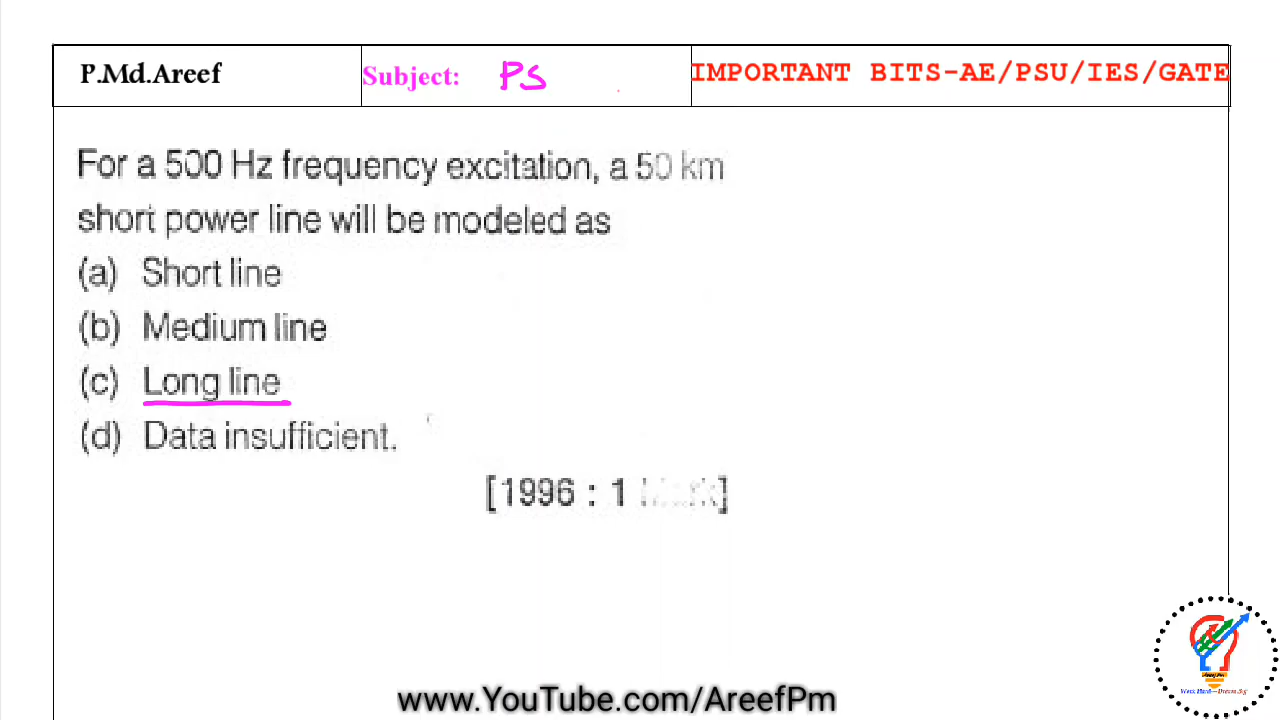 P.Md.Areef
Subject: PS
IMPORTANT BITS-AE/PSU/IES/GATE
For a 500 Hz frequency excitation, a 50 km
short power line will be modeled as
(a) Short line
(b) Medium line
(c) Long line
(d) Data insufficient.
[1996 : 1 Mark]
www.YouTube.com/AreefPm